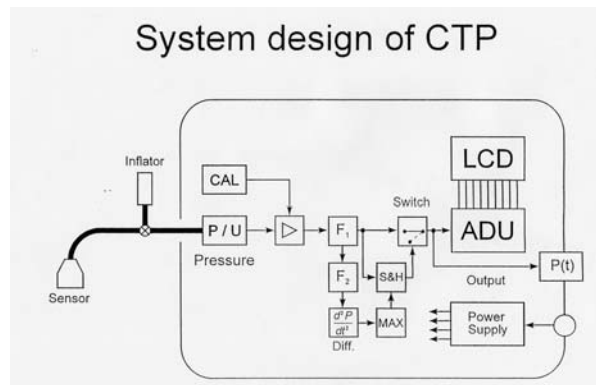 System design of CTP
Inflator
Sensor
CAL
P / U
Pressure
F1
F2
d²P
dt²
Diff.
MAX
S&H
Switch
LCD
ADU
Output
P(t)
Power
Supply